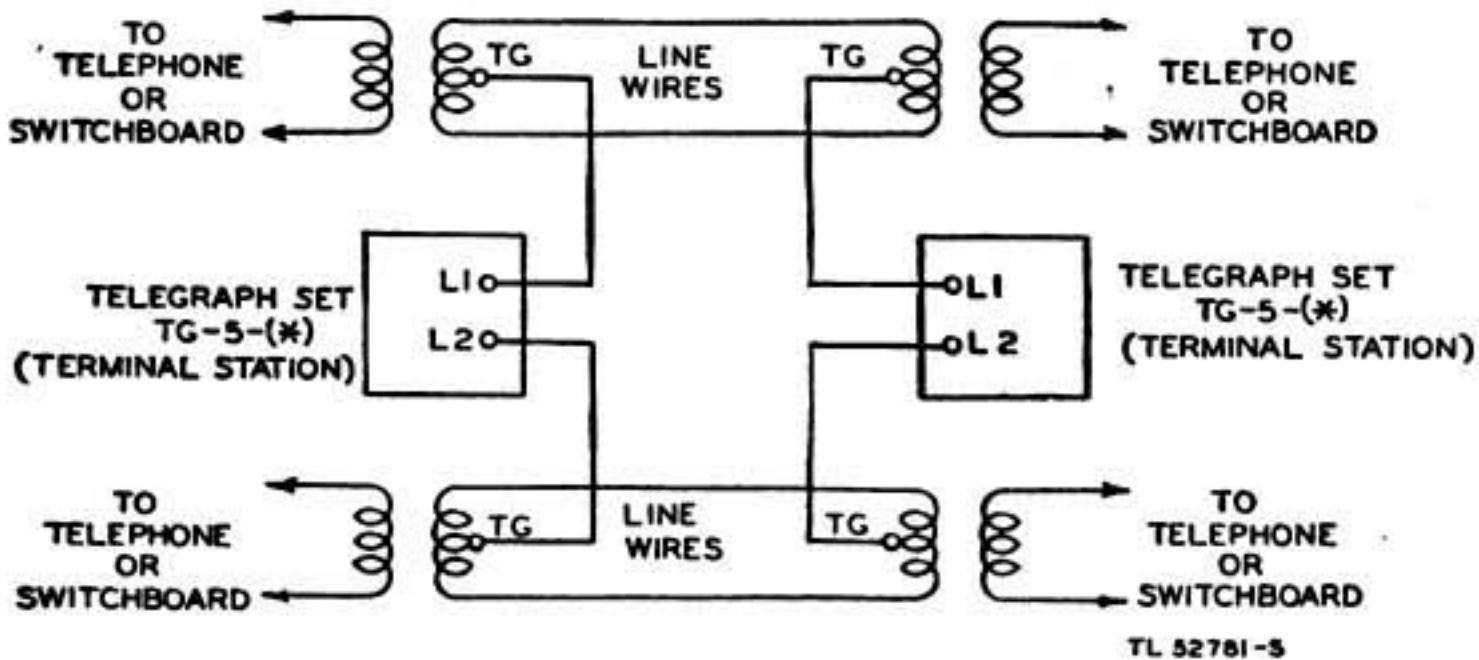 TO
TELEPHONE
OR
SWITCHBOARD
TG
LINE
WIRES
TG
TO
TELEPHONE
OR
SWITCHBOARD
TELEGRAPH SET
TG-5-(*)
(TERMINAL STATION)
L1
L2
L1
L2
TELEGRAPH SET
TG-5-(*)
(TERMINAL STATION)
TO
TELEPHONE
OR
SWITCHBOARD
TG
LINE
WIRES
TG
TO
TELEPHONE
OR
SWITCHBOARD
TL 52781-S